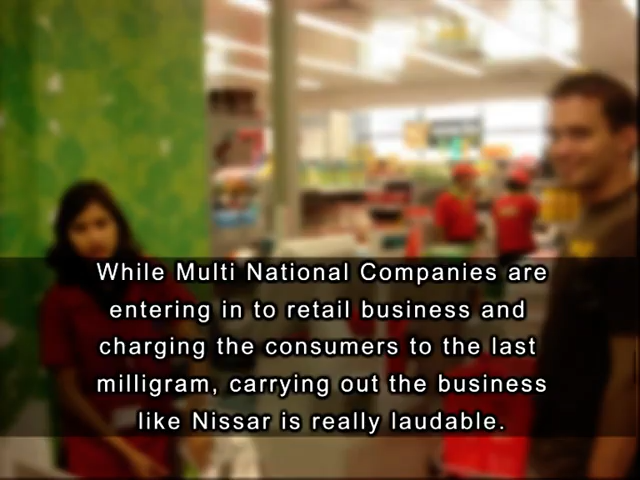 While Multi National Companies are
entering in to retail business and
charging the consumers to the last
milligram, carrying out the business
like Nissar is really laudable.